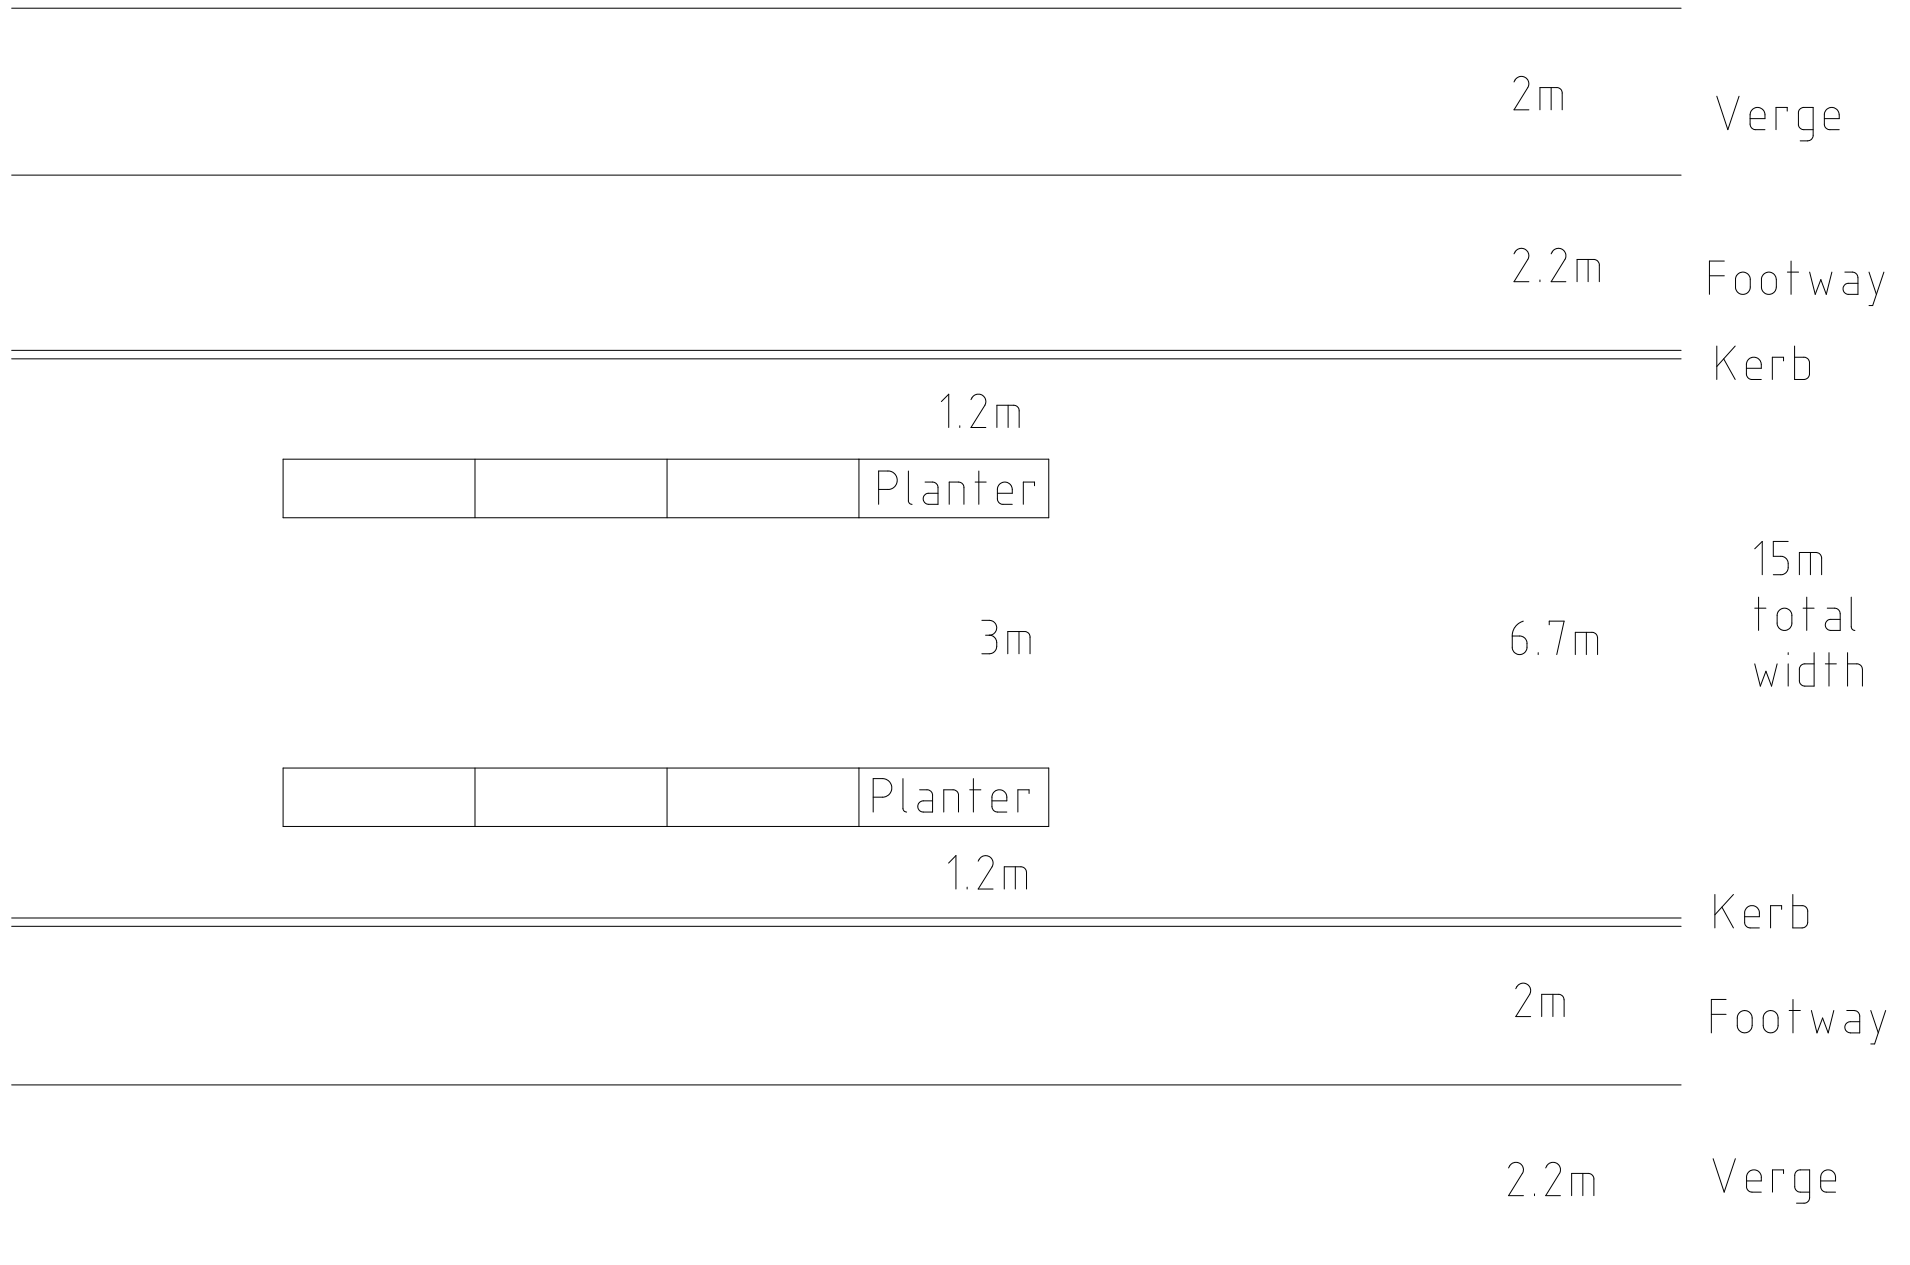 2m
Verge
2.2m
Footway
Kerb
1.2m
Planter
15m
total
width
3m
6.7m
Planter
1.2m
Kerb
2m
Footway
2.2m
Verge